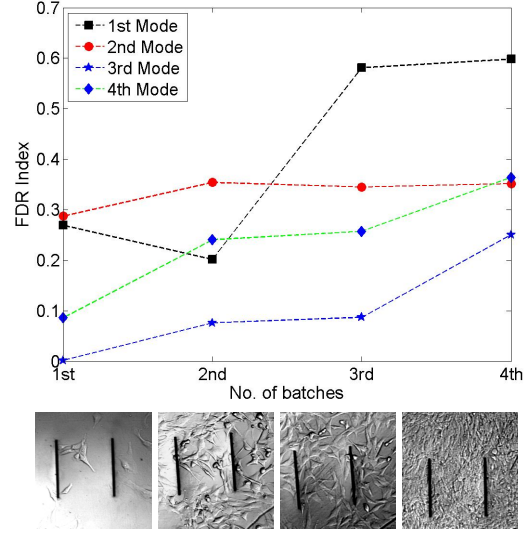 0.7
0.6
0.5
0.4
0.3
0.2
0.1
0
FDR Index
1st Mode
2nd Mode
3rd Mode
4th Mode
1st 2nd 3rd 4th
No. of batches